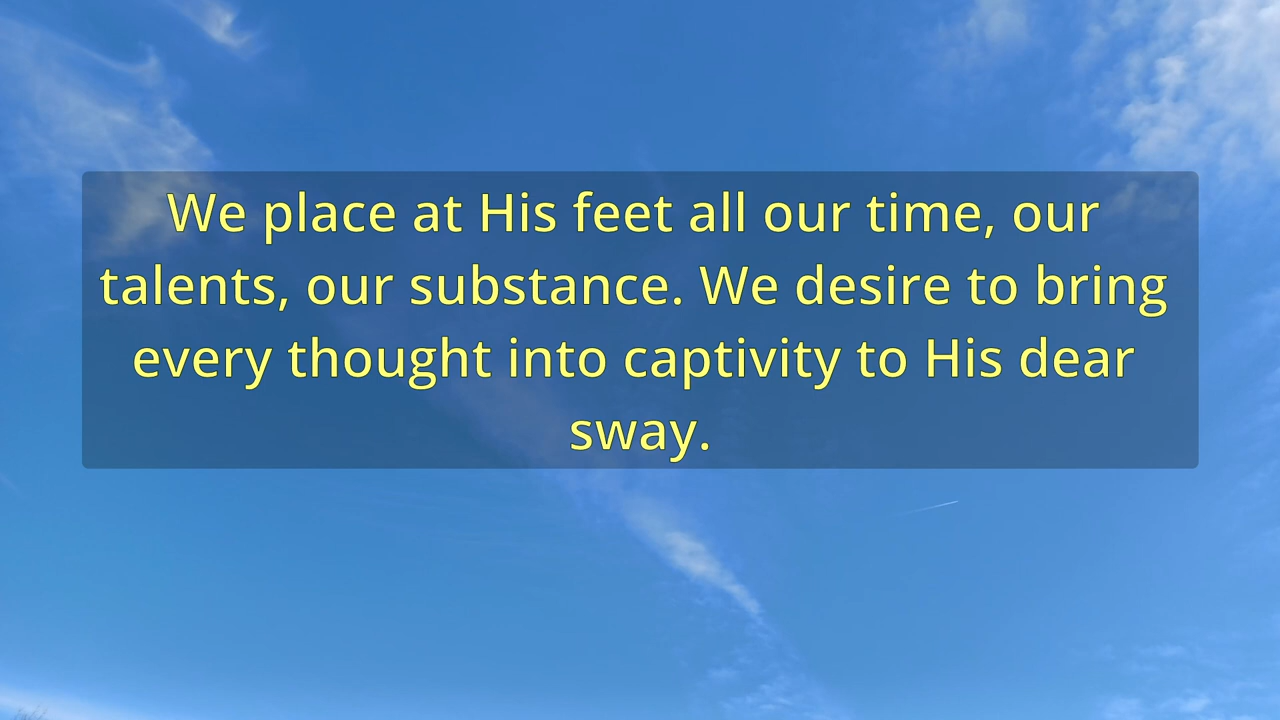 We place at His feet all our time, our
talents, our substance. We desire to bring
every thought into captivity to His dear
sway.